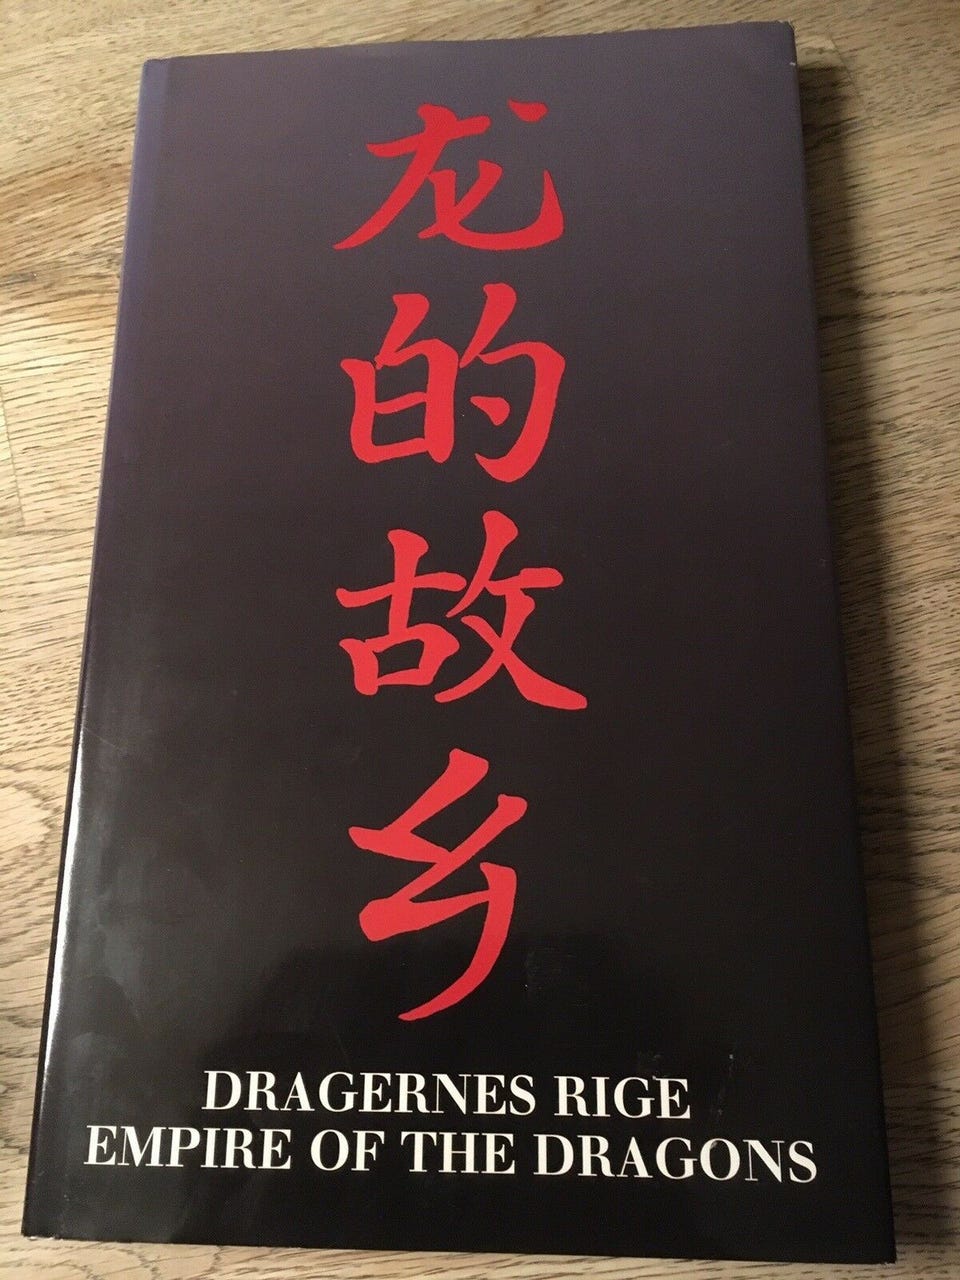 龙的故乡
DRAGERNES RIGE
EMPIRE OF THE DRAGONS